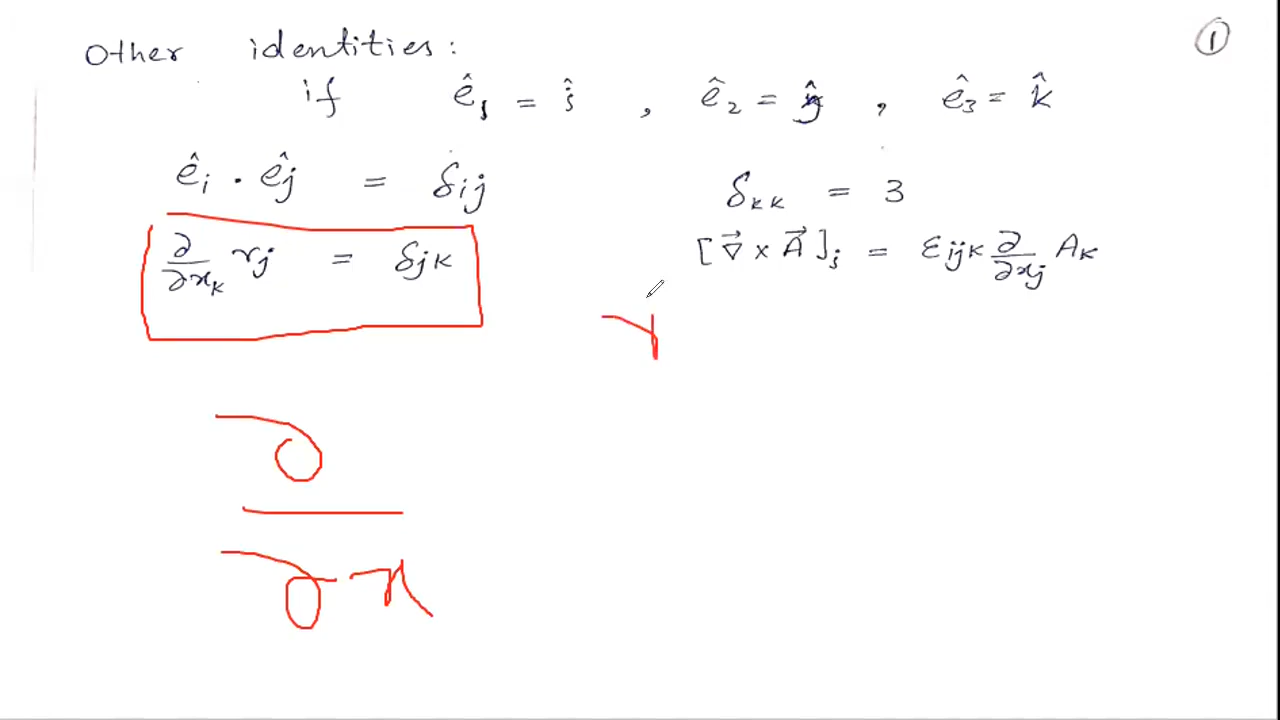 Other identities: ①
if ê₁ = î , ê₂ = ĵ , ê₃ = k̂
êᵢ · êⱼ = δᵢⱼ δₖₖ = 3
∂/∂xₖ rⱼ = δⱼₖ [∇⃗ × A⃗]ᵢ = εᵢⱼₖ ∂/∂xⱼ Aₖ
r
∂/∂x